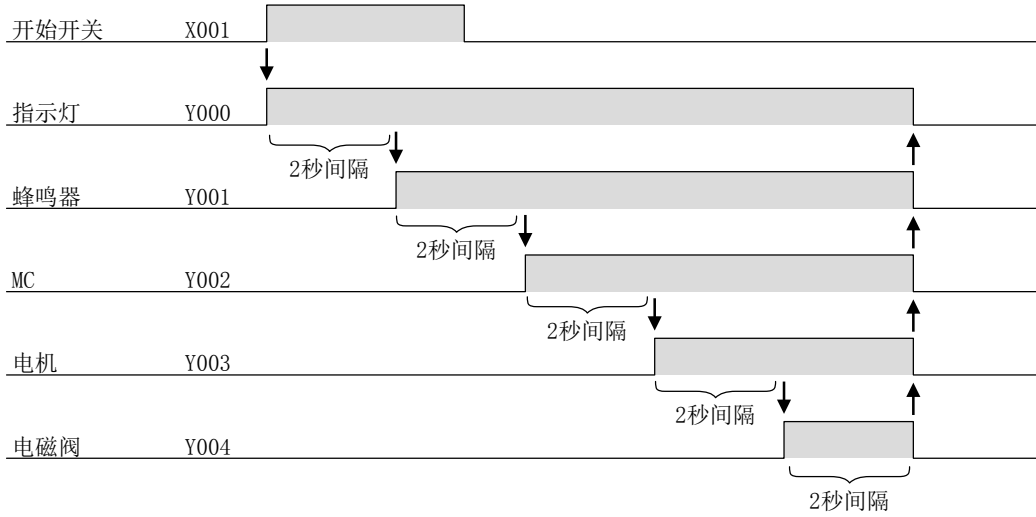 开始开关 X001
指示灯 Y000
2秒间隔
蜂鸣器 Y001
2秒间隔
MC Y002
2秒间隔
电机 Y003
2秒间隔
电磁阀 Y004
2秒间隔